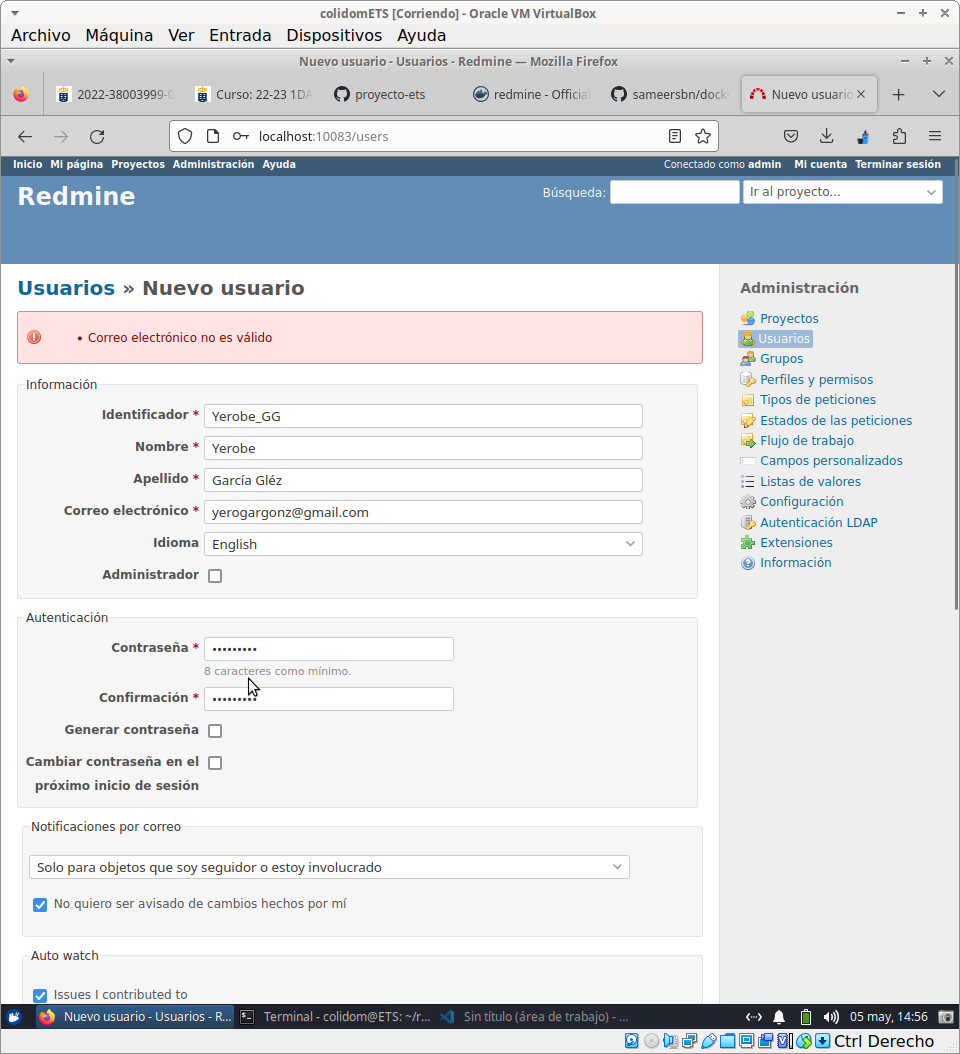 colidomETS [Corriendo] - Oracle VM VirtualBox
Archivo Máquina Ver Entrada Dispositivos Ayuda
Nuevo usuario - Usuarios - Redmine — Mozilla Firefox
2022-38003999-0 Curso: 22-23 1DA proyecto-ets redmine - Officia sameersbn/dock Nuevo usuario
localhost:10083/users
Inicio Mi página Proyectos Administración Ayuda Conectado como admin Mi cuenta Terminar sesión
Redmine Búsqueda: Ir al proyecto...
Usuarios » Nuevo usuario
• Correo electrónico no es válido
Información
Identificador * Yerobe_GG
Nombre * Yerobe
Apellido * García Gléz
Correo electrónico * yerogargonz@gmail.com
Idioma English
Administrador
Autenticación
Contraseña * •••••••••
8 caracteres como mínimo.
Confirmación * •••••••••
Generar contraseña
Cambiar contraseña en el
próximo inicio de sesión
Notificaciones por correo
Solo para objetos que soy seguidor o estoy involucrado
No quiero ser avisado de cambios hechos por mí
Auto watch
Issues I contributed to
Administración
Proyectos
Usuarios
Grupos
Perfiles y permisos
Tipos de peticiones
Estados de las peticiones
Flujo de trabajo
Campos personalizados
Listas de valores
Configuración
Autenticación LDAP
Extensiones
Información
Nuevo usuario - Usuarios - R... Terminal - colidom@ETS: ~/r... Sin título (área de trabajo) - ... 05 may, 14:56
Ctrl Derecho